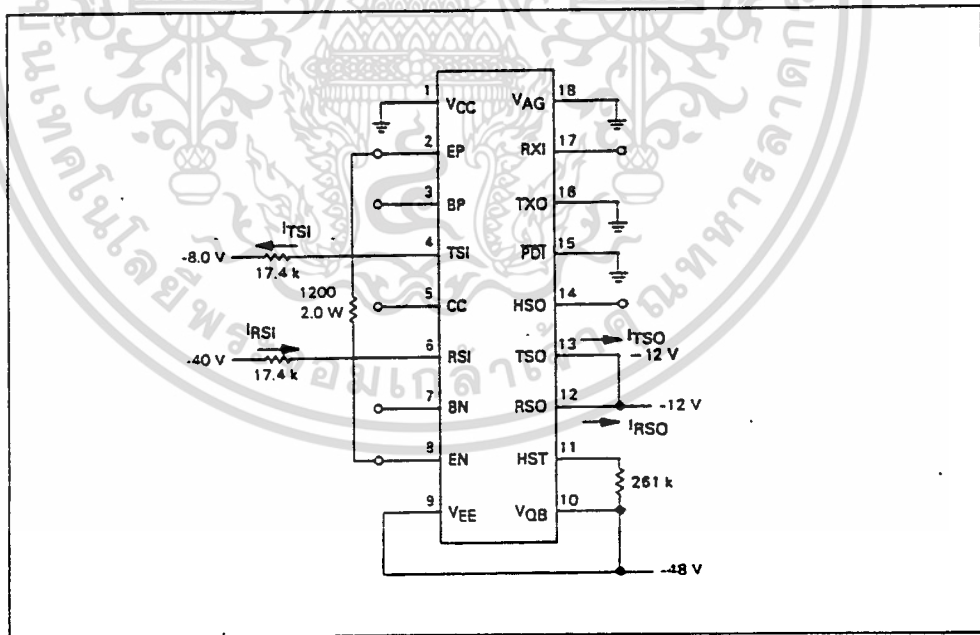 1 VCC
2 EP
3 BP
4 TSI
5 CC
6 RSI
7 BN
8 EN
9 VEE
VAG 18
RXI 17
TXO 16
PDI 15
HSO 14
TSO 13
RSO 12
HST 11
VQB 10
ITSI
-8.0 V
17.4 k
1200
2.0 W
IRSI
-40 V
17.4 k
ITSO
-12 V
-12 V
IRSO
261 k
-48 V